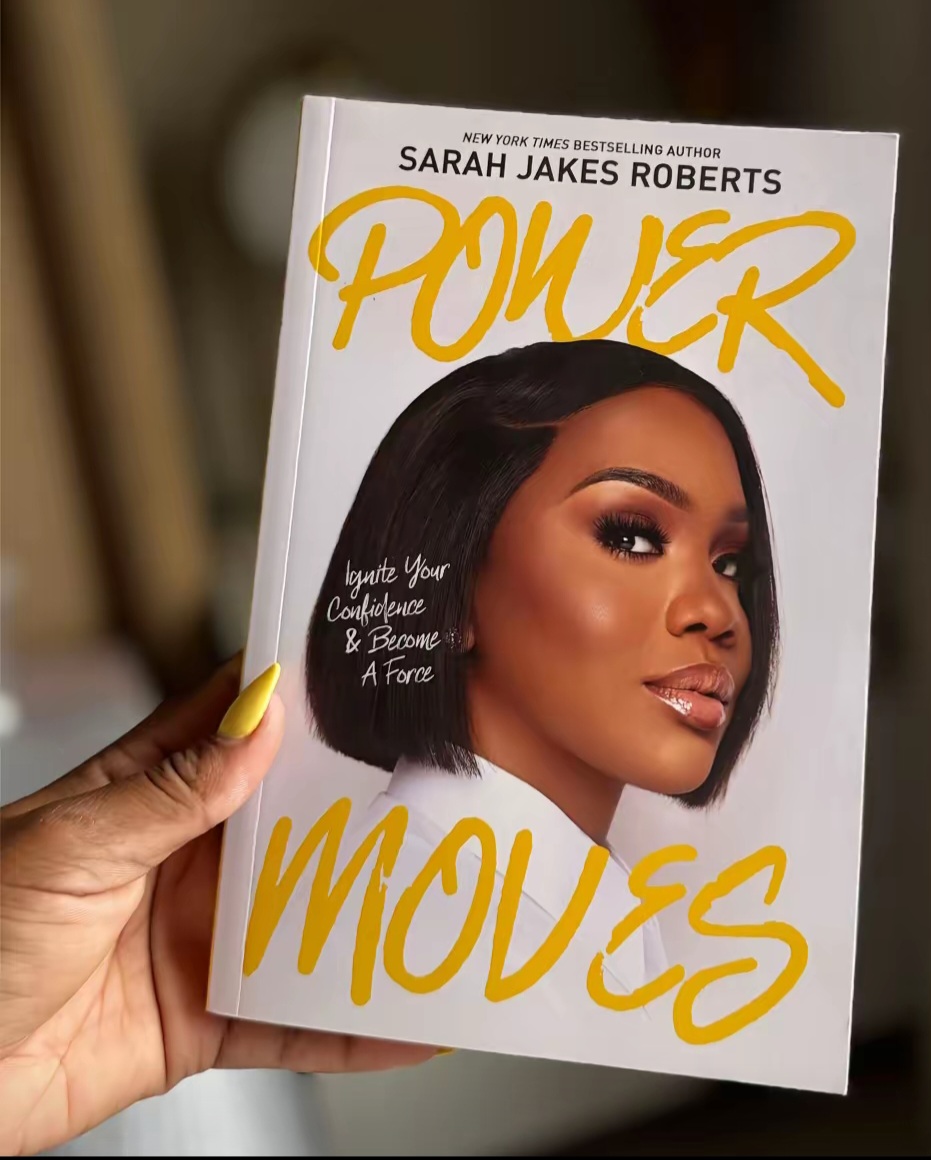 NEW YORK TIMES BESTSELLING AUTHOR
SARAH JAKES ROBERTS
POWER
Ignite Your
Confidence
& Become
A Force
MOVES